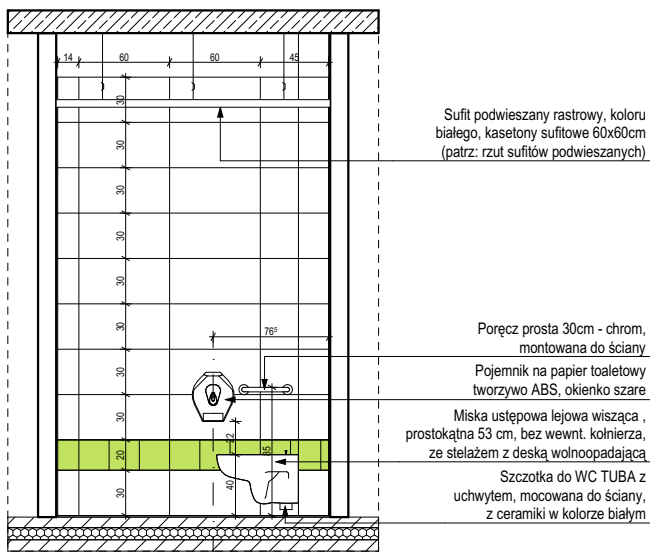 14 60 60 45
30
Sufit podwieszany rastrowy, koloru
białego, kasetony sufitowe 60x60cm
(patrz: rzut sufitów podwieszanych)
30
30
30
30
30
76⁵
Poręcz prosta 30cm - chrom,
montowana do ściany
30
Pojemnik na papier toaletowy
tworzywo ABS, okienko szare
30
Miska ustępowa lejowa wisząca ,
prostokątna 53 cm, bez wewnt. kołnierza,
ze stelażem z deską wolnoopadającą
20
22
85
Szczotka do WC TUBA z
uchwytem, mocowana do ściany,
z ceramiki w kolorze białym
30
40